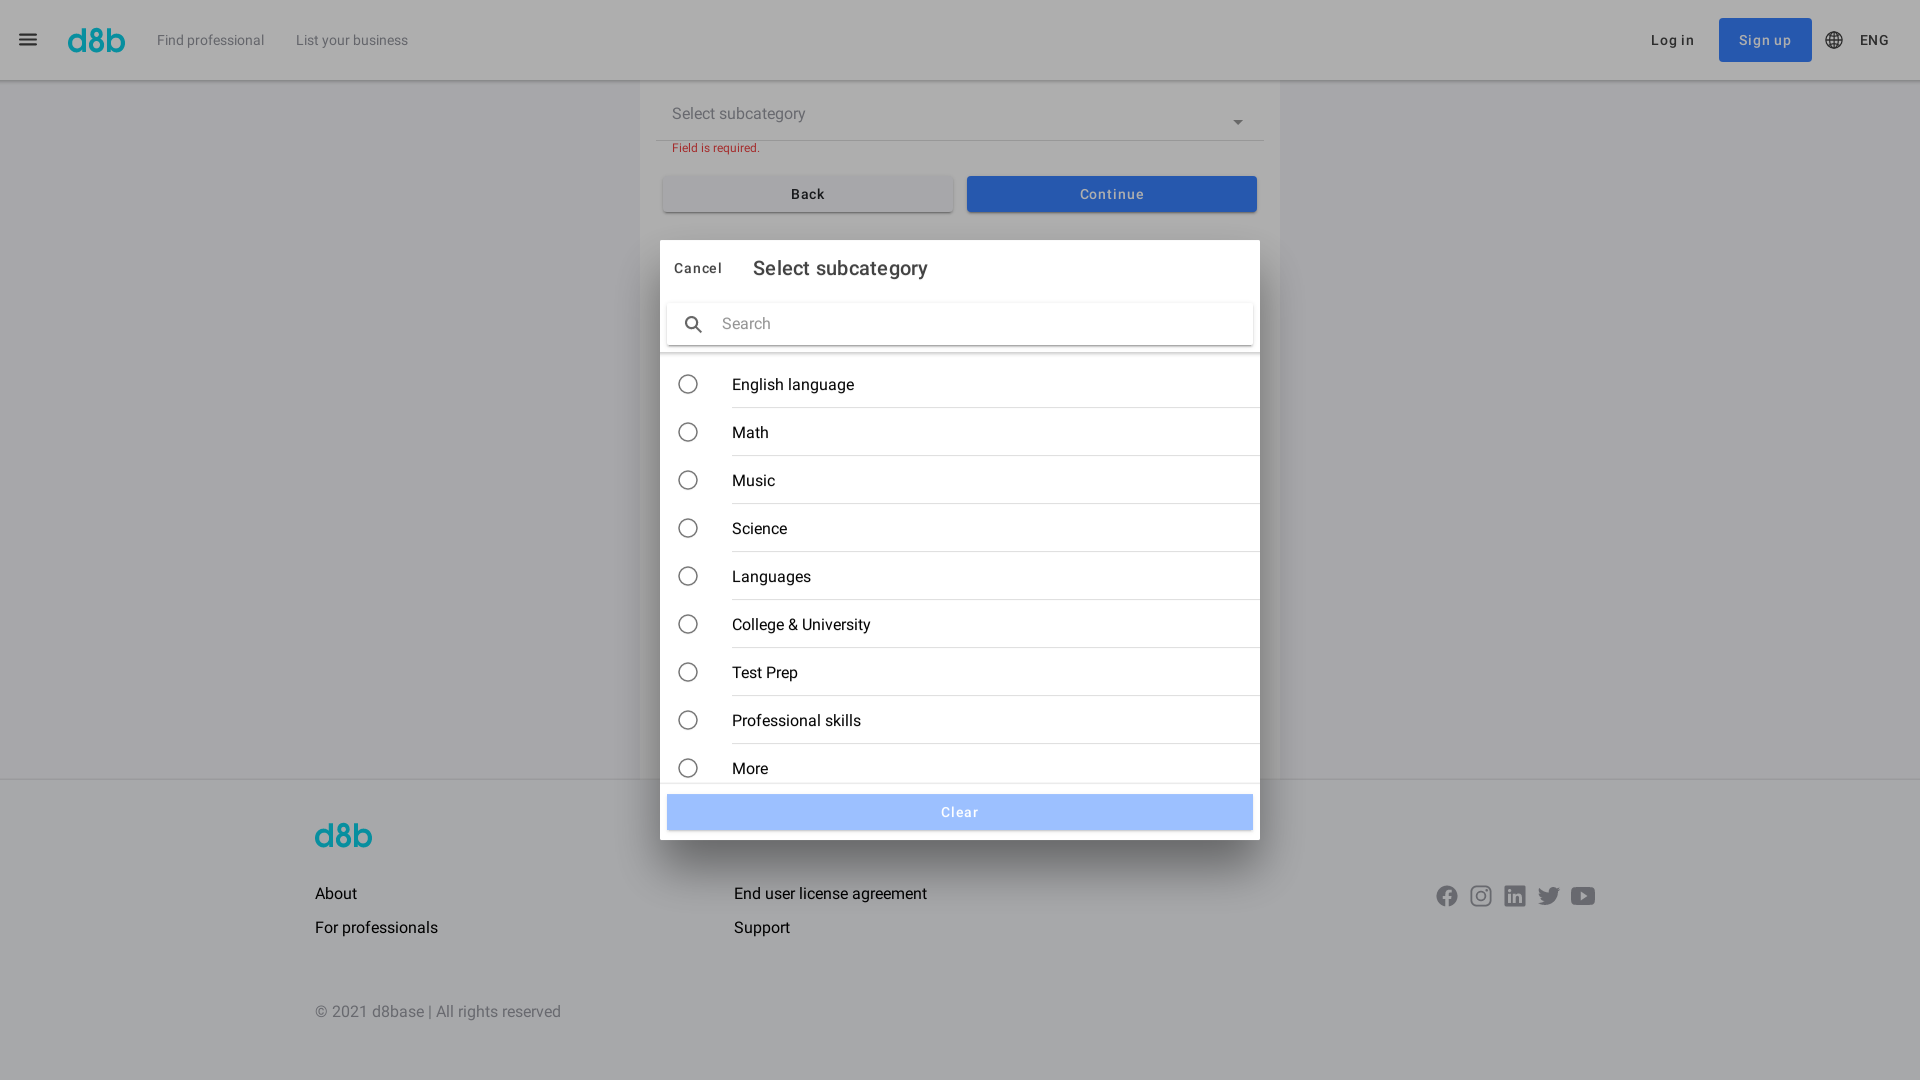 d8b
Find professional
List your business
Log in
Sign up
ENG
Select subcategory
Field is required.
Back
Continue
Cancel
Select subcategory
Search
English language
Math
Music
Science
Languages
College & University
Test Prep
Professional skills
More
Clear
d8b
About
End user license agreement
For professionals
Support
© 2021 d8base | All rights reserved